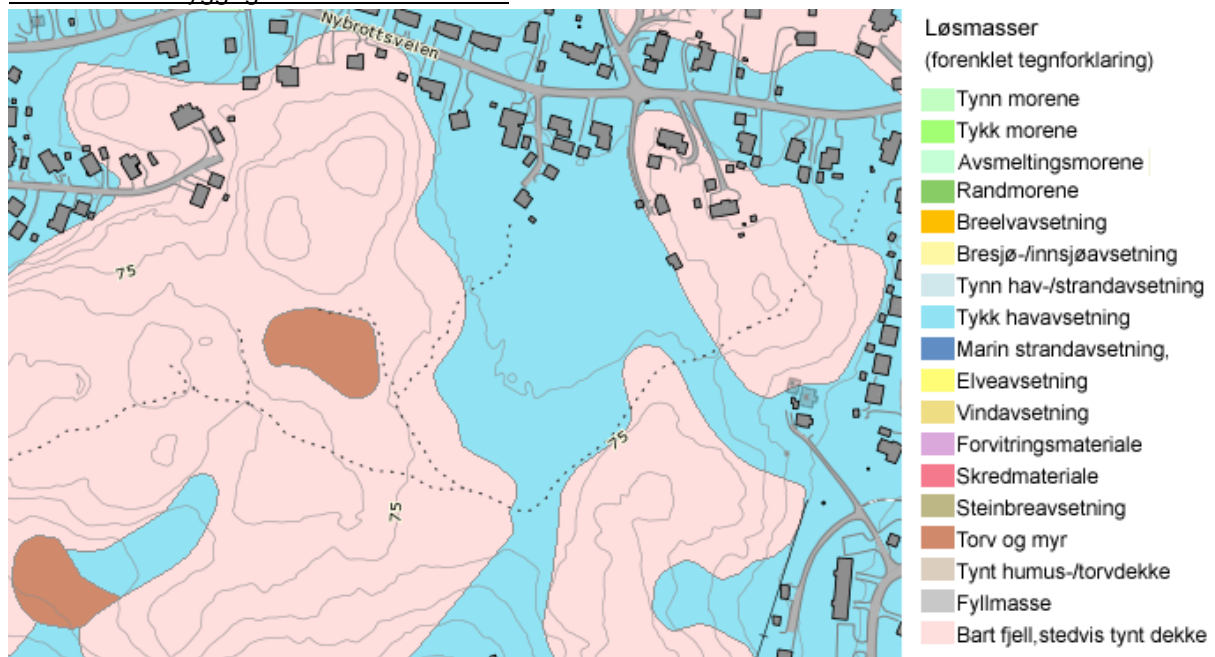 Nybrottsveien
75
75
75
Løsmasser
(forenklet tegnforklaring)
Tynn morene
Tykk morene
Avsmeltingsmorene
Randmorene
Breelvavsetning
Bresjø-/innsjøavsetning
Tynn hav-/strandavsetning
Tykk havavsetning
Marin strandavsetning,
Elveavsetning
Vindavsetning
Forvitringsmateriale
Skredmateriale
Steinbreavsetning
Torv og myr
Tynt humus-/torvdekke
Fyllmasse
Bart fjell,stedvis tynt dekke